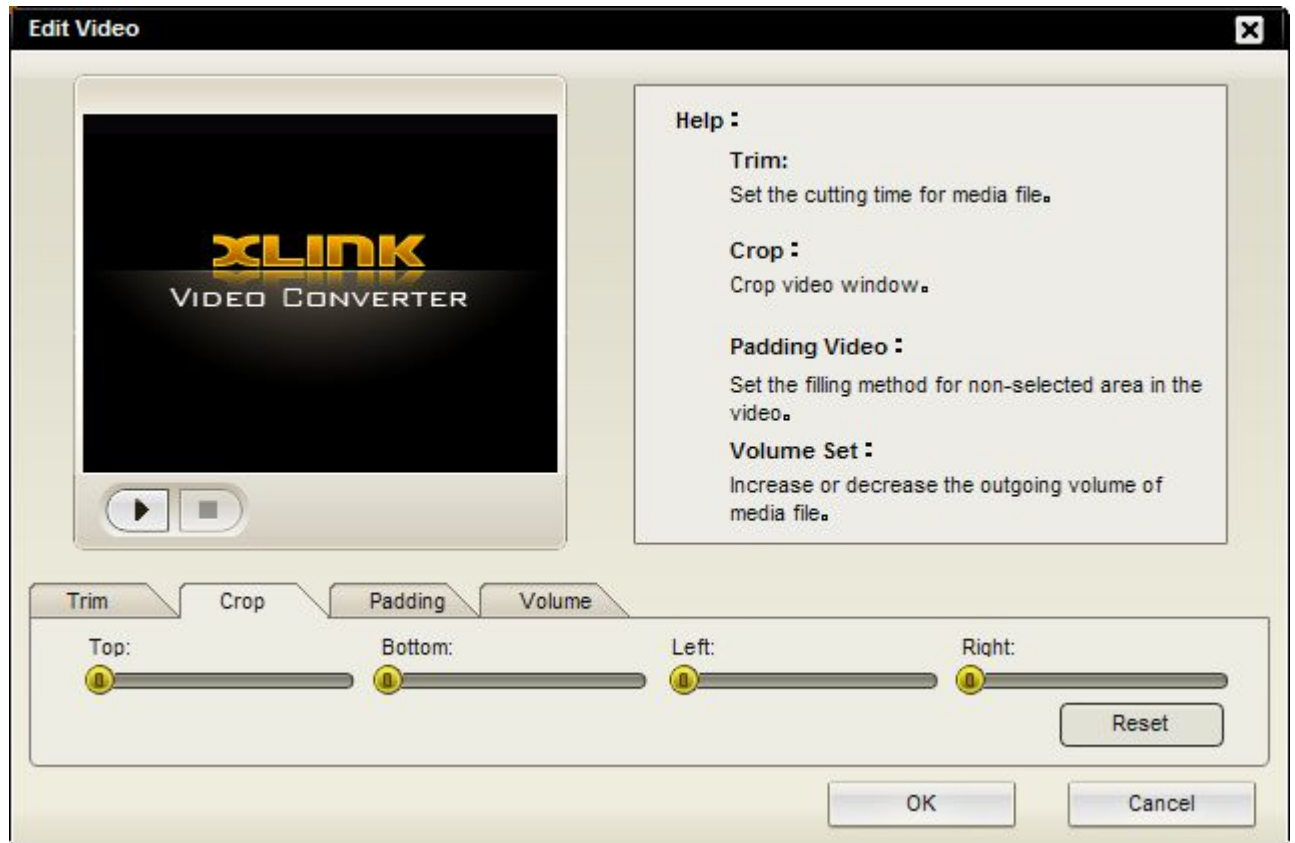 Edit Video
XLINK
VIDEO CONVERTER
Help：
Trim:
Set the cutting time for media file。
Crop：
Crop video window。
Padding Video：
Set the filling method for non-selected area in the
video。
Volume Set：
Increase or decrease the outgoing volume of
media file。
Trim Crop Padding Volume
Top: Bottom: Left: Right:
Reset
OK Cancel